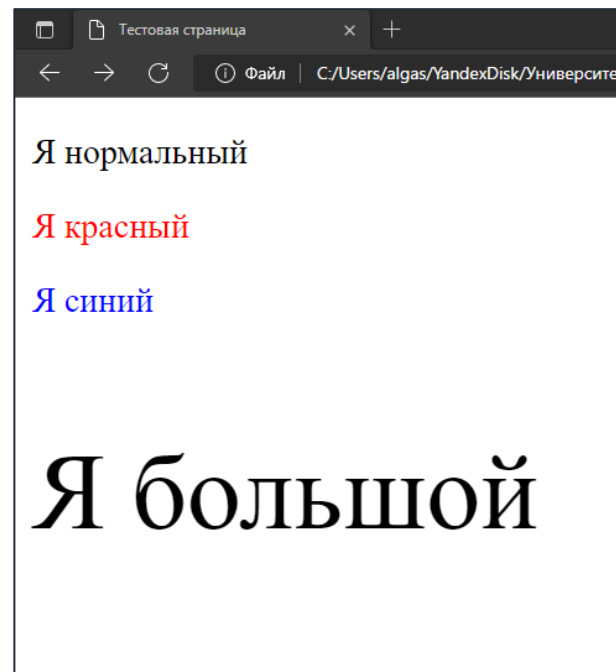 Тестовая страница
Файл C:/Users/algas/YandexDisk/Университе
Я нормальный
Я красный
Я синий
Я большой